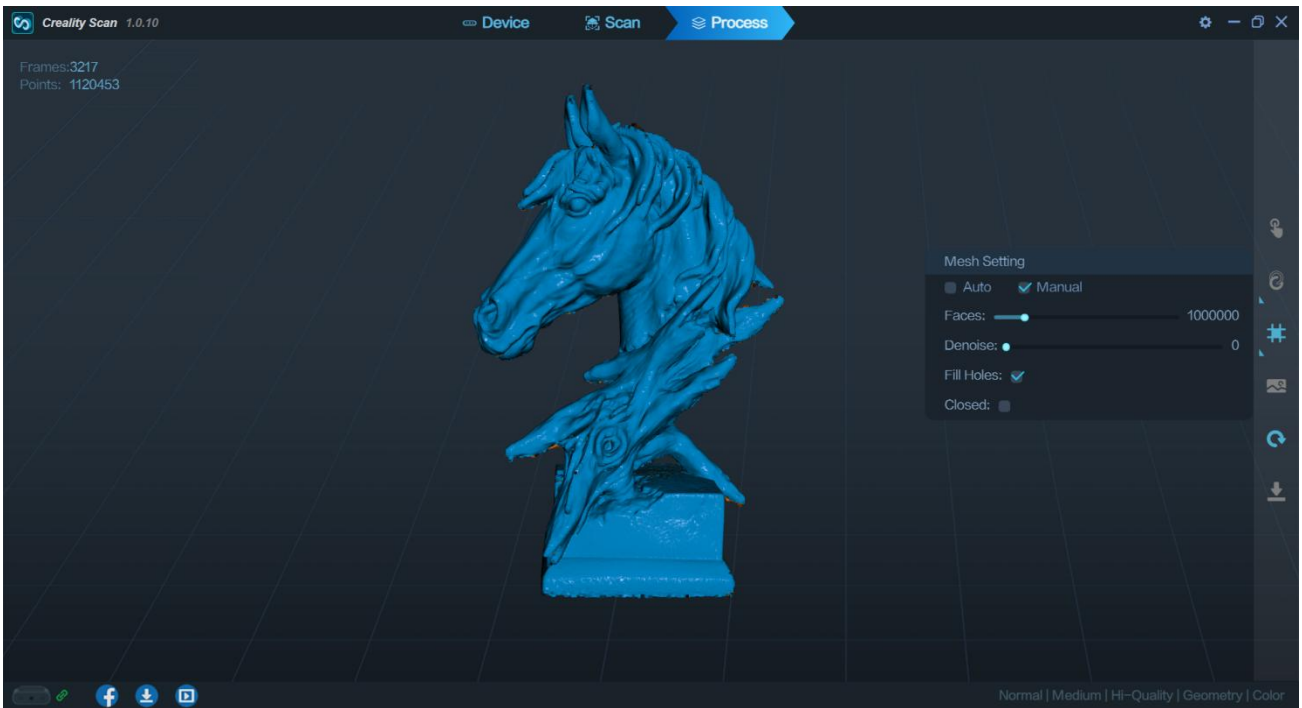 Creality Scan 1.0.10
Device
Scan
Process
Frames:3217
Points: 1120453
Mesh Setting
Auto
Manual
Faces:
1000000
Denoise:
0
Fill Holes:
Closed:
Normal | Medium | Hi-Quality | Geometry | Color